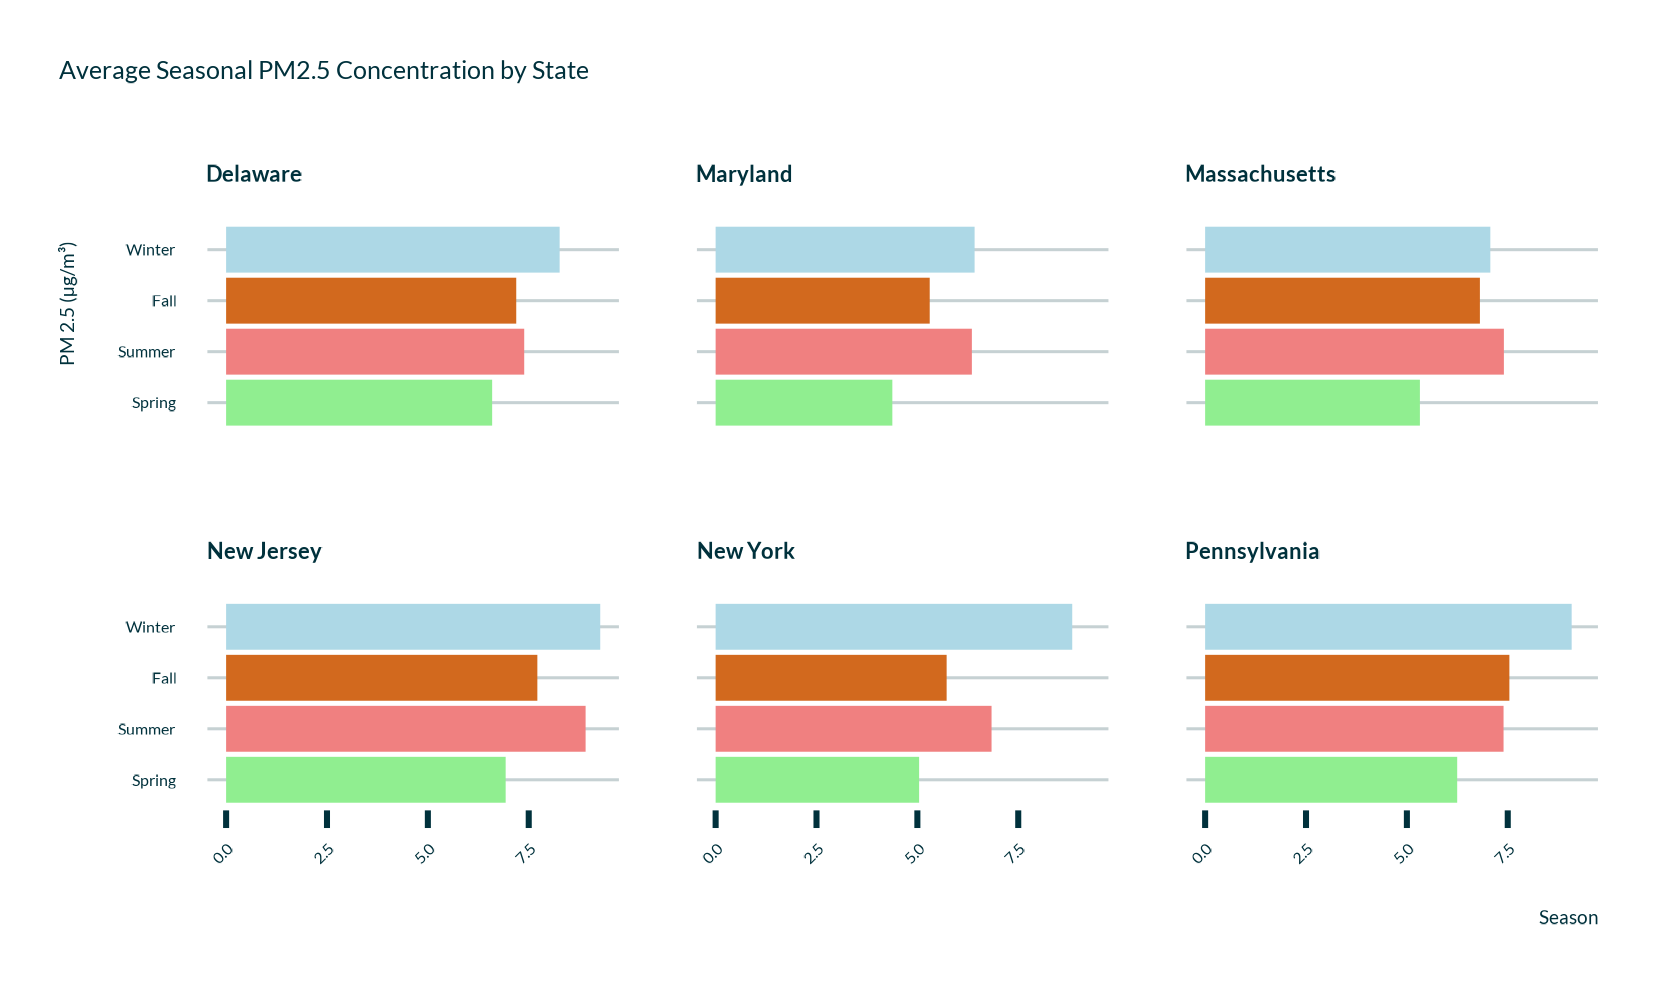 Average Seasonal PM2.5 Concentration by State
Delaware
Maryland
Massachusetts
PM 2.5 (µg/m³)
Winter
Fall
Summer
Spring
New Jersey
New York
Pennsylvania
Winter
Fall
Summer
Spring
0.0 2.5 5.0 7.5
0.0 2.5 5.0 7.5
0.0 2.5 5.0 7.5
Season